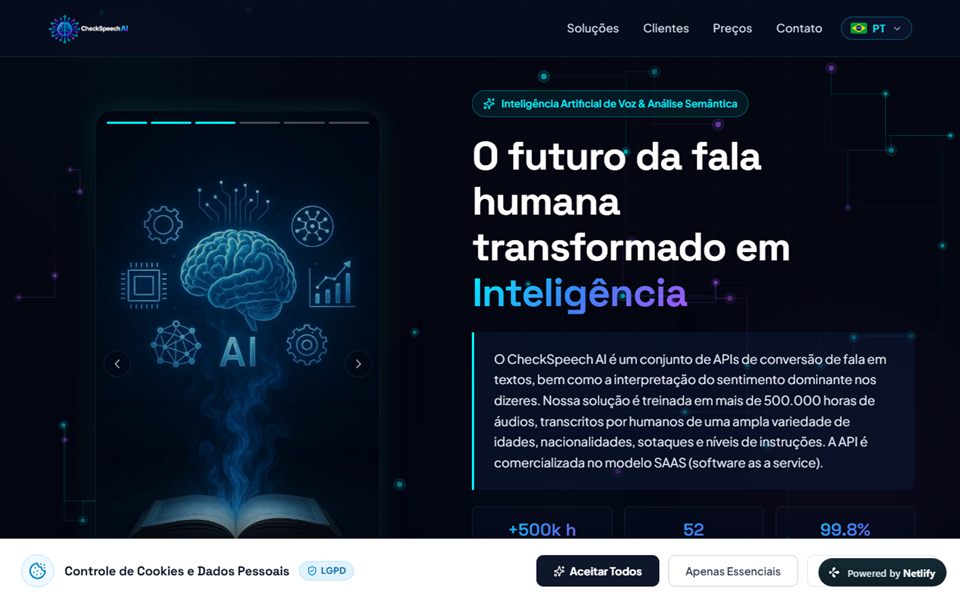 CheckSpeech AI
Soluções
Clientes
Preços
Contato
PT
Inteligência Artificial de Voz & Análise Semântica
O futuro da fala
humana
transformado em
Inteligência
O CheckSpeech AI é um conjunto de APIs de conversão de fala em
textos, bem como a interpretação do sentimento dominante nos
dizeres. Nossa solução é treinada em mais de 500.000 horas de
áudios, transcritos por humanos de uma ampla variedade de
idades, nacionalidades, sotaques e níveis de instruções. A API é
comercializada no modelo SAAS (software as a service).
AI
+500k h
52
99.8%
Controle de Cookies e Dados Pessoais
LGPD
Aceitar Todos
Apenas Essenciais
Powered by Netlify